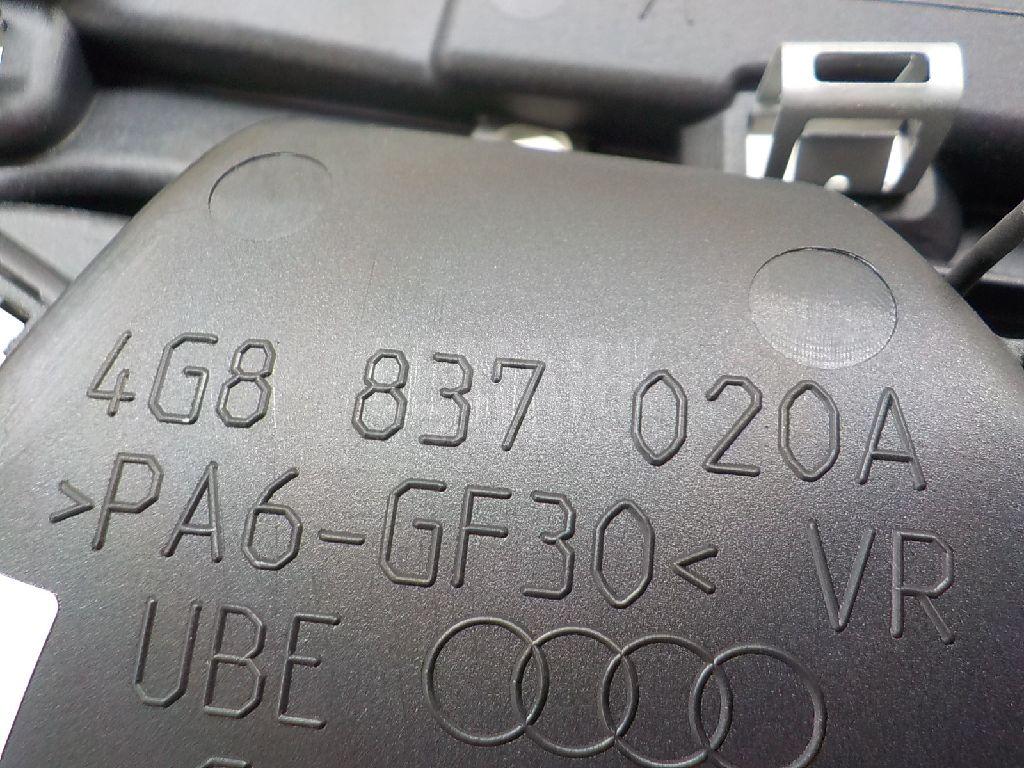 4G8 837 020A
>PA6-GF30< VR
UBE